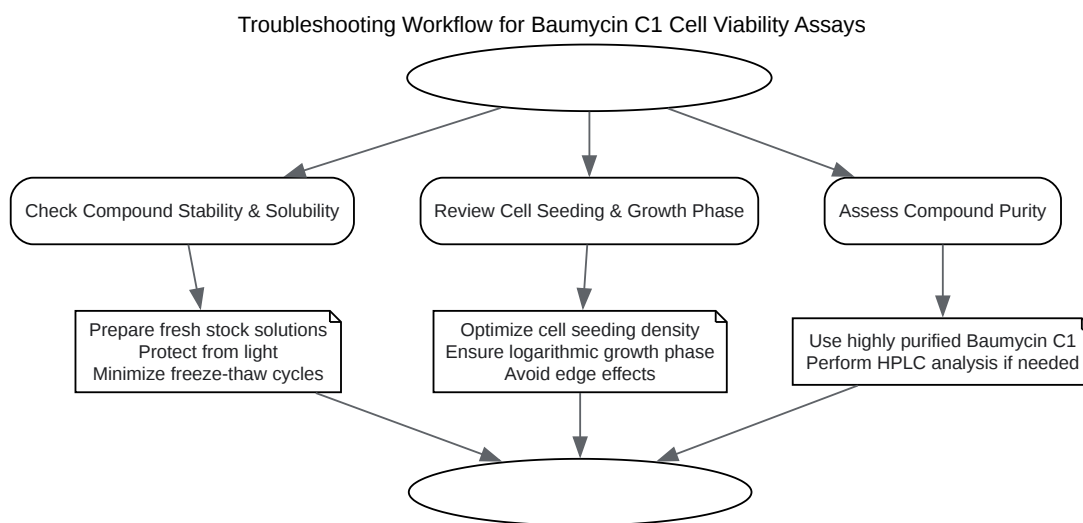 Troubleshooting Workflow for Baumycin C1 Cell Viability Assays
Check Compound Stability & Solubility
Review Cell Seeding & Growth Phase
Assess Compound Purity
Prepare fresh stock solutions
Protect from light
Minimize freeze-thaw cycles
Optimize cell seeding density
Ensure logarithmic growth phase
Avoid edge effects
Use highly purified Baumycin C1
Perform HPLC analysis if needed